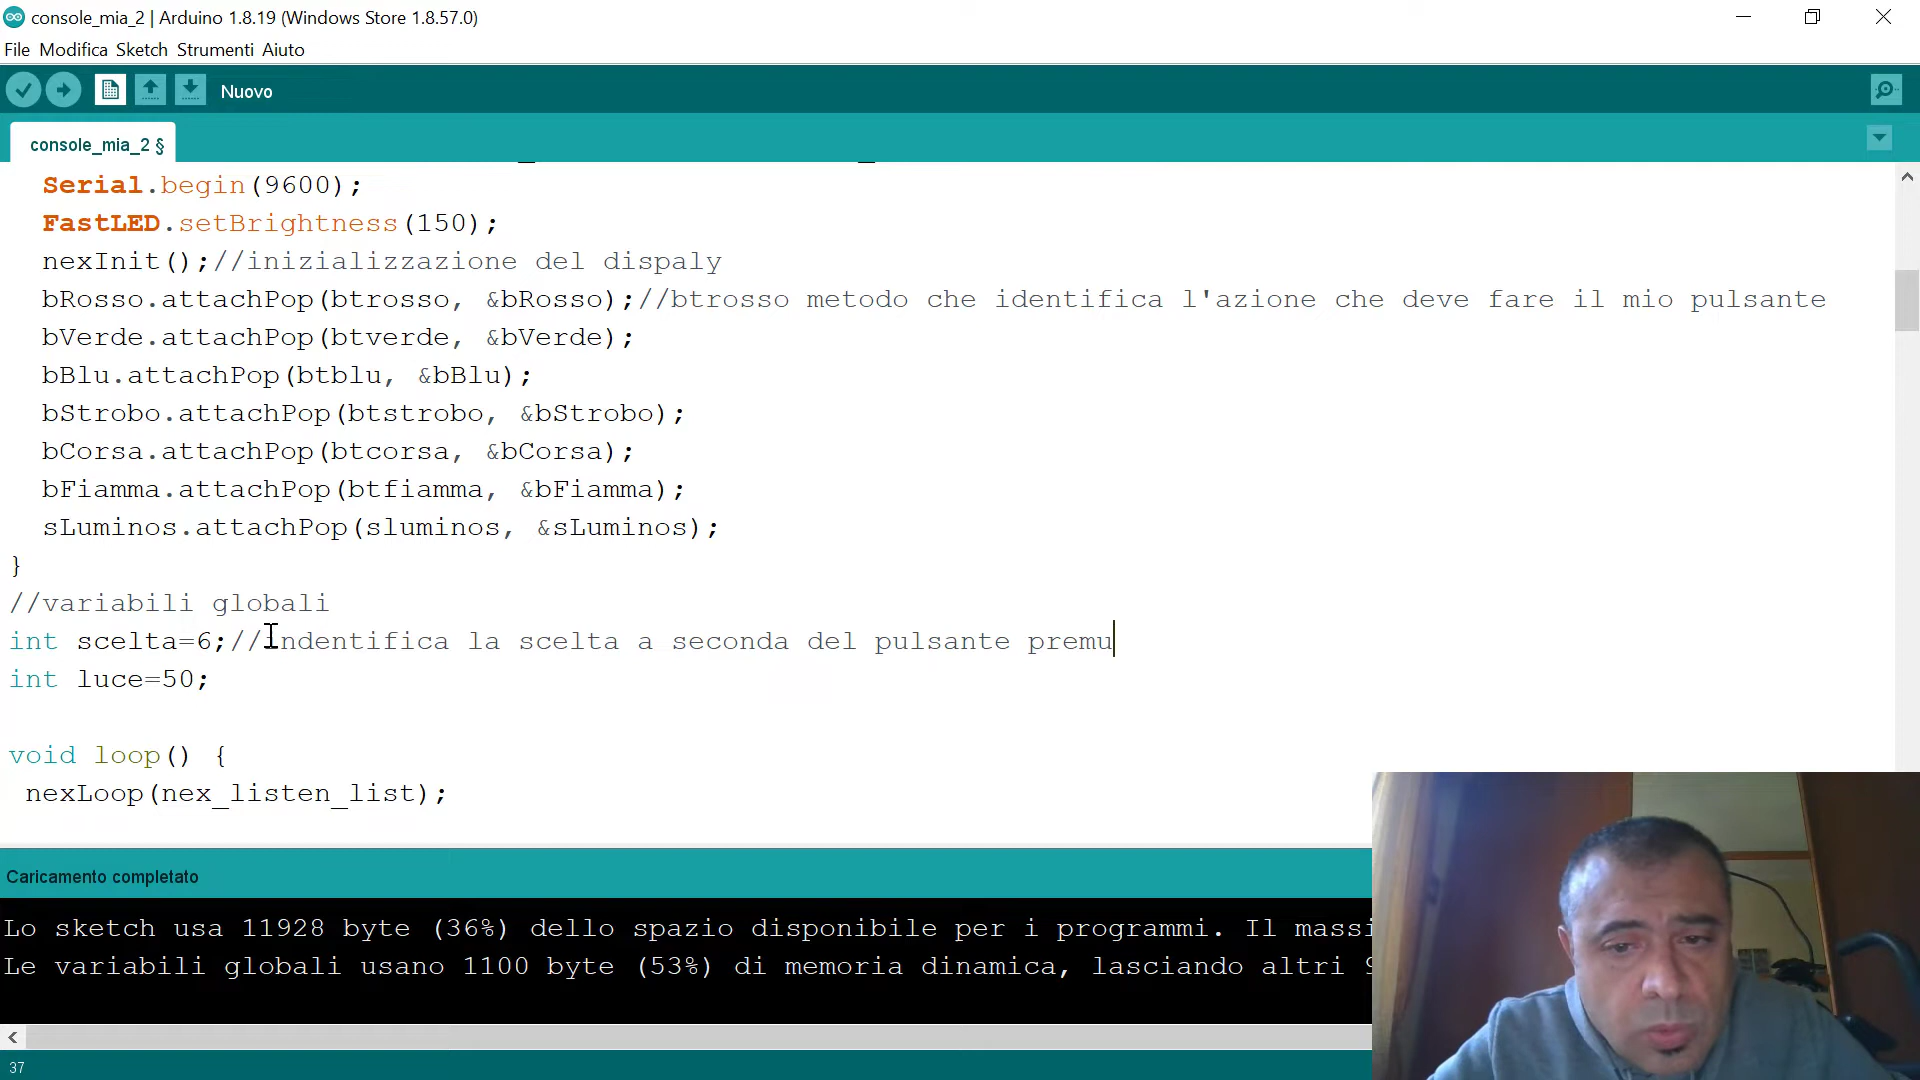 console_mia_2 | Arduino 1.8.19 (Windows Store 1.8.57.0)
File Modifica Sketch Strumenti Aiuto
Nuovo
console_mia_2 §
Serial.begin(9600);
FastLED.setBrightness(150);
nexInit();//inizializzazione del dispaly
bRosso.attachPop(btrosso, &bRosso);//btrosso metodo che identifica l'azione che deve fare il mio pulsante
bVerde.attachPop(btverde, &bVerde);
bBlu.attachPop(btblu, &bBlu);
bStrobo.attachPop(btstrobo, &bStrobo);
bCorsa.attachPop(btcorsa, &bCorsa);
bFiamma.attachPop(btfiamma, &bFiamma);
sLuminos.attachPop(sluminos, &sLuminos);
}
//variabili globali
int scelta=6;//indentifica la scelta a seconda del pulsante premu
int luce=50;
void loop() {
nexLoop(nex_listen_list);
Caricamento completato
Lo sketch usa 11928 byte (36%) dello spazio disponibile per i programmi. Il massi
Le variabili globali usano 1100 byte (53%) di memoria dinamica, lasciando altri 9
37